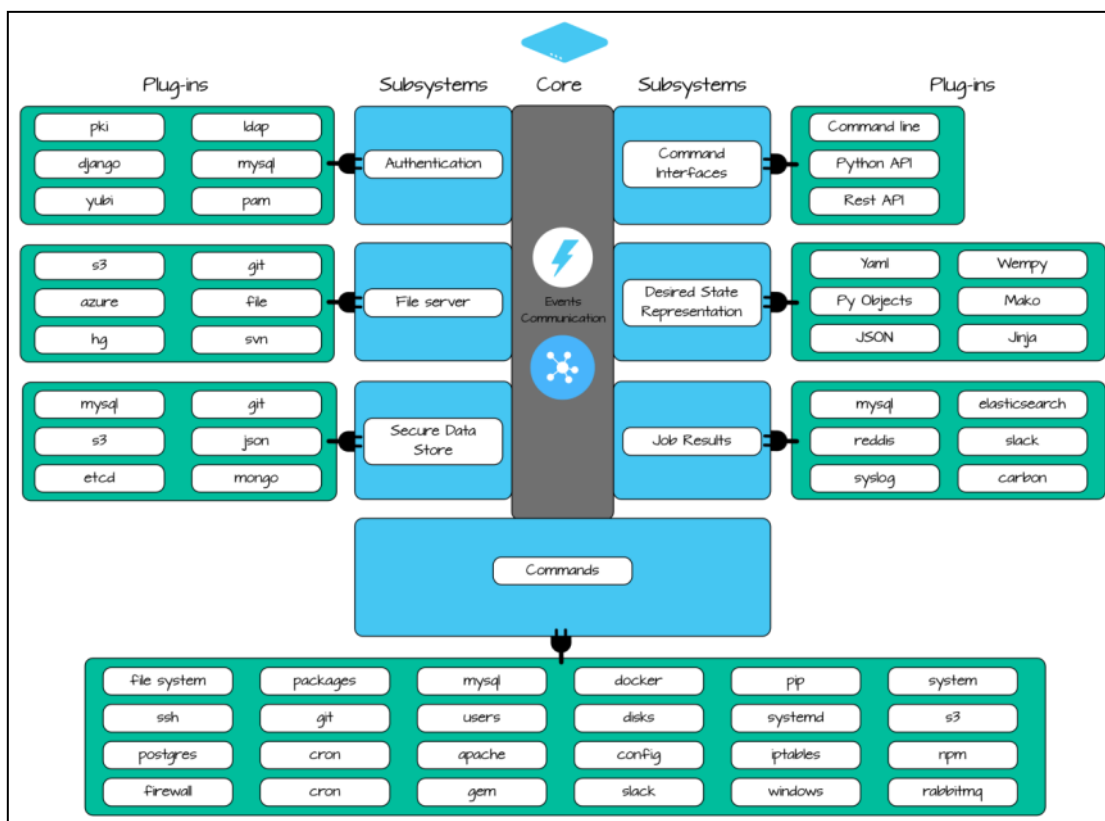 Plug-ins
Subsystems
Core
Subsystems
Plug-ins
pki
ldap
django
mysql
yubi
pam
Authentication
Command
Interfaces
Command line
Python API
Rest API
s3
git
azure
file
hg
svn
File server
Events
Communication
Desired State
Representation
Yaml
Wempy
Py Objects
Mako
JSON
Jinja
mysql
git
s3
json
etcd
mongo
Secure Data
Store
Job Results
mysql
elasticsearch
reddis
slack
syslog
carbon
Commands
file system
packages
mysql
docker
pip
system
ssh
git
users
disks
systemd
s3
postgres
cron
apache
config
iptables
npm
firewall
cron
gem
slack
windows
rabbitmq